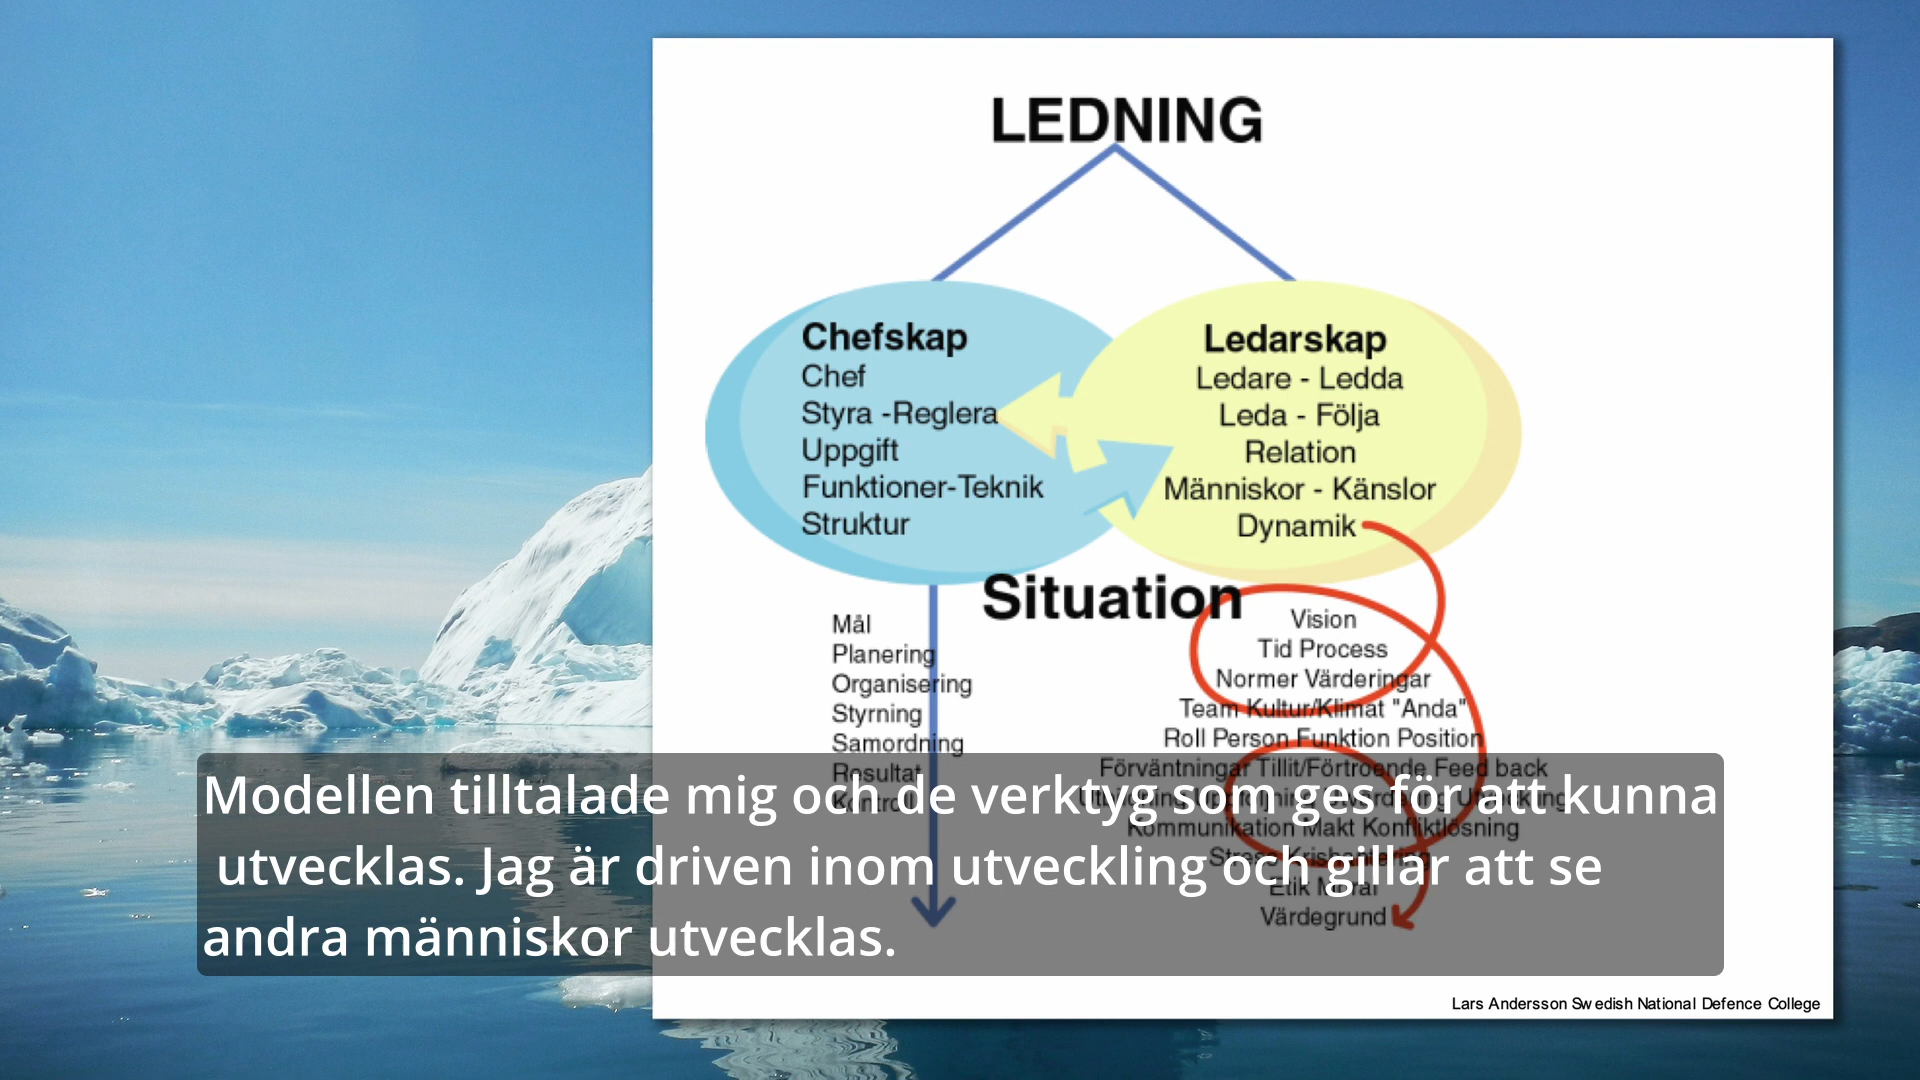 LEDNING
Chefskap
Chef
Styra -Reglera
Uppgift
Funktioner-Teknik
Struktur
Ledarskap
Ledare - Ledda
Leda - Följa
Relation
Människor - Känslor
Dynamik
Situation
Mål
Planering
Organisering
Styrning
Samordning
Resultat
Vision
Tid Process
Normer Värderingar
Team Kultur/Klimat "Anda"
Roll Person Funktion Position
Förväntningar Tillit/Förtroende Feed back
Kommunikation Makt Konfliktlösning
Stress
Etik Moral
Värdegrund
Modellen tilltalade mig och de verktyg som ges för att kunna
utvecklas. Jag är driven inom utveckling och gillar att se
andra människor utvecklas.
Lars Andersson Swedish National Defence College